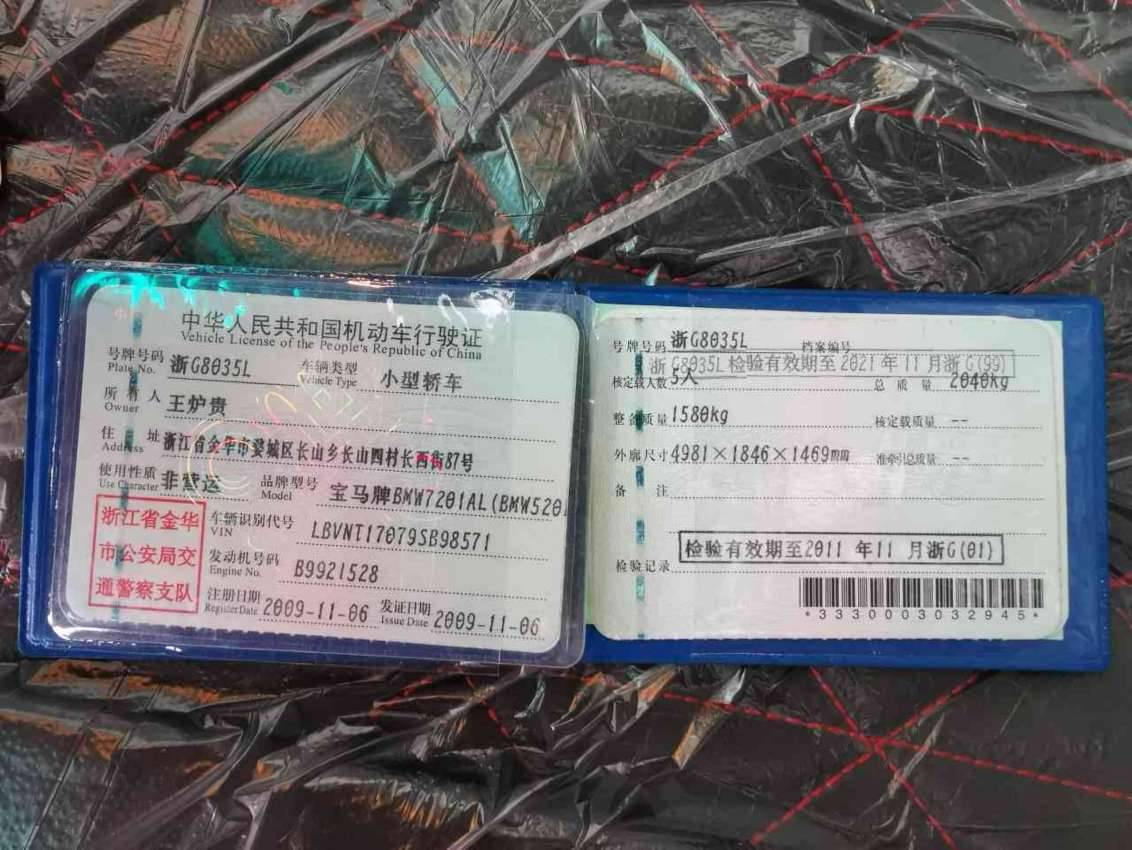 中华人民共和国机动车行驶证
Vehicle License of the People's Republic of China
号牌号码 浙G8035L 车辆类型 小型轿车
Plate No. Vehicle Type
所有人 王炉贵
Owner
住址 浙江省金华市婺城区长山乡长山四村长西街87号
Address
使用性质 非营运 品牌型号 宝马牌BMW7201AL(BMW520
Use Character Model
浙江省金华
市公安局交
通警察支队
车辆识别代号 LBVNT17079SB98571
VIN
发动机号码 B9921528
Engine No.
注册日期 2009-11-06 发证日期 2009-11-06
Register Date Issue Date
号牌号码 浙G8035L 档案编号
浙G8035L 检验有效期至2021年11月浙G(99)
核定载人数 5人 总质量 2040kg
整备质量 1580kg 核定载质量 --
外廓尺寸 4981×1846×1469mm 准牵引总质量 --
备注
检验有效期至2011 年11 月浙G(01)
检验记录
*3330003032945*